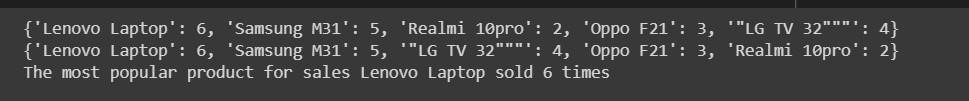 {'Lenovo Laptop': 6, 'Samsung M31': 5, 'Realmi 10pro': 2, 'Oppo F21': 3, '"LG TV 32"""': 4}
{'Lenovo Laptop': 6, 'Samsung M31': 5, '"LG TV 32"""': 4, 'Oppo F21': 3, 'Realmi 10pro': 2}
The most popular product for sales Lenovo Laptop sold 6 times